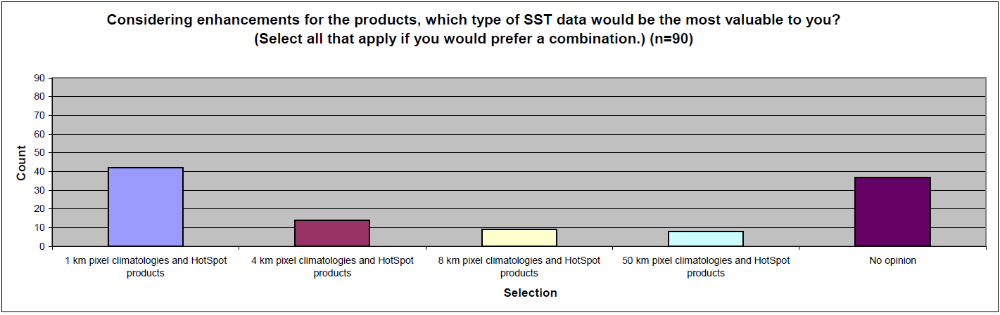 Considering enhancements for the products, which type of SST data would be the most valuable to you?
(Select all that apply if you would prefer a combination.) (n=90)
90
80
70
60
50
40
30
20
10
0
Count
1 km pixel climatologies and HotSpot
products
4 km pixel climatologies and HotSpot
products
8 km pixel climatologies and HotSpot
products
50 km pixel climatologies and HotSpot
products
No opinion
Selection